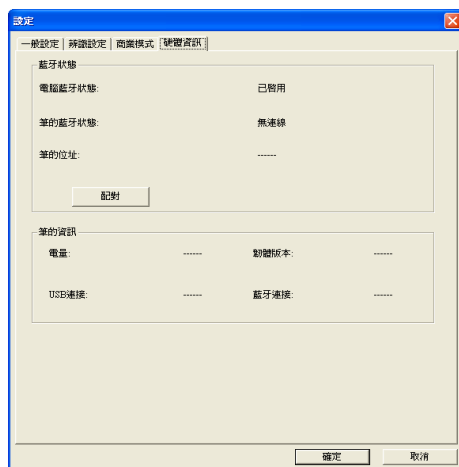 設定
一般設定 辨識設定 商業模式 硬體資訊
藍牙狀態
電腦藍牙狀態: 已啓用
筆的藍牙狀態: 無連線
筆的位址: ------
配對
筆的資訊
電量: ------ 韌體版本: ------
USB連接: ------ 藍牙連接: ------
確定 取消